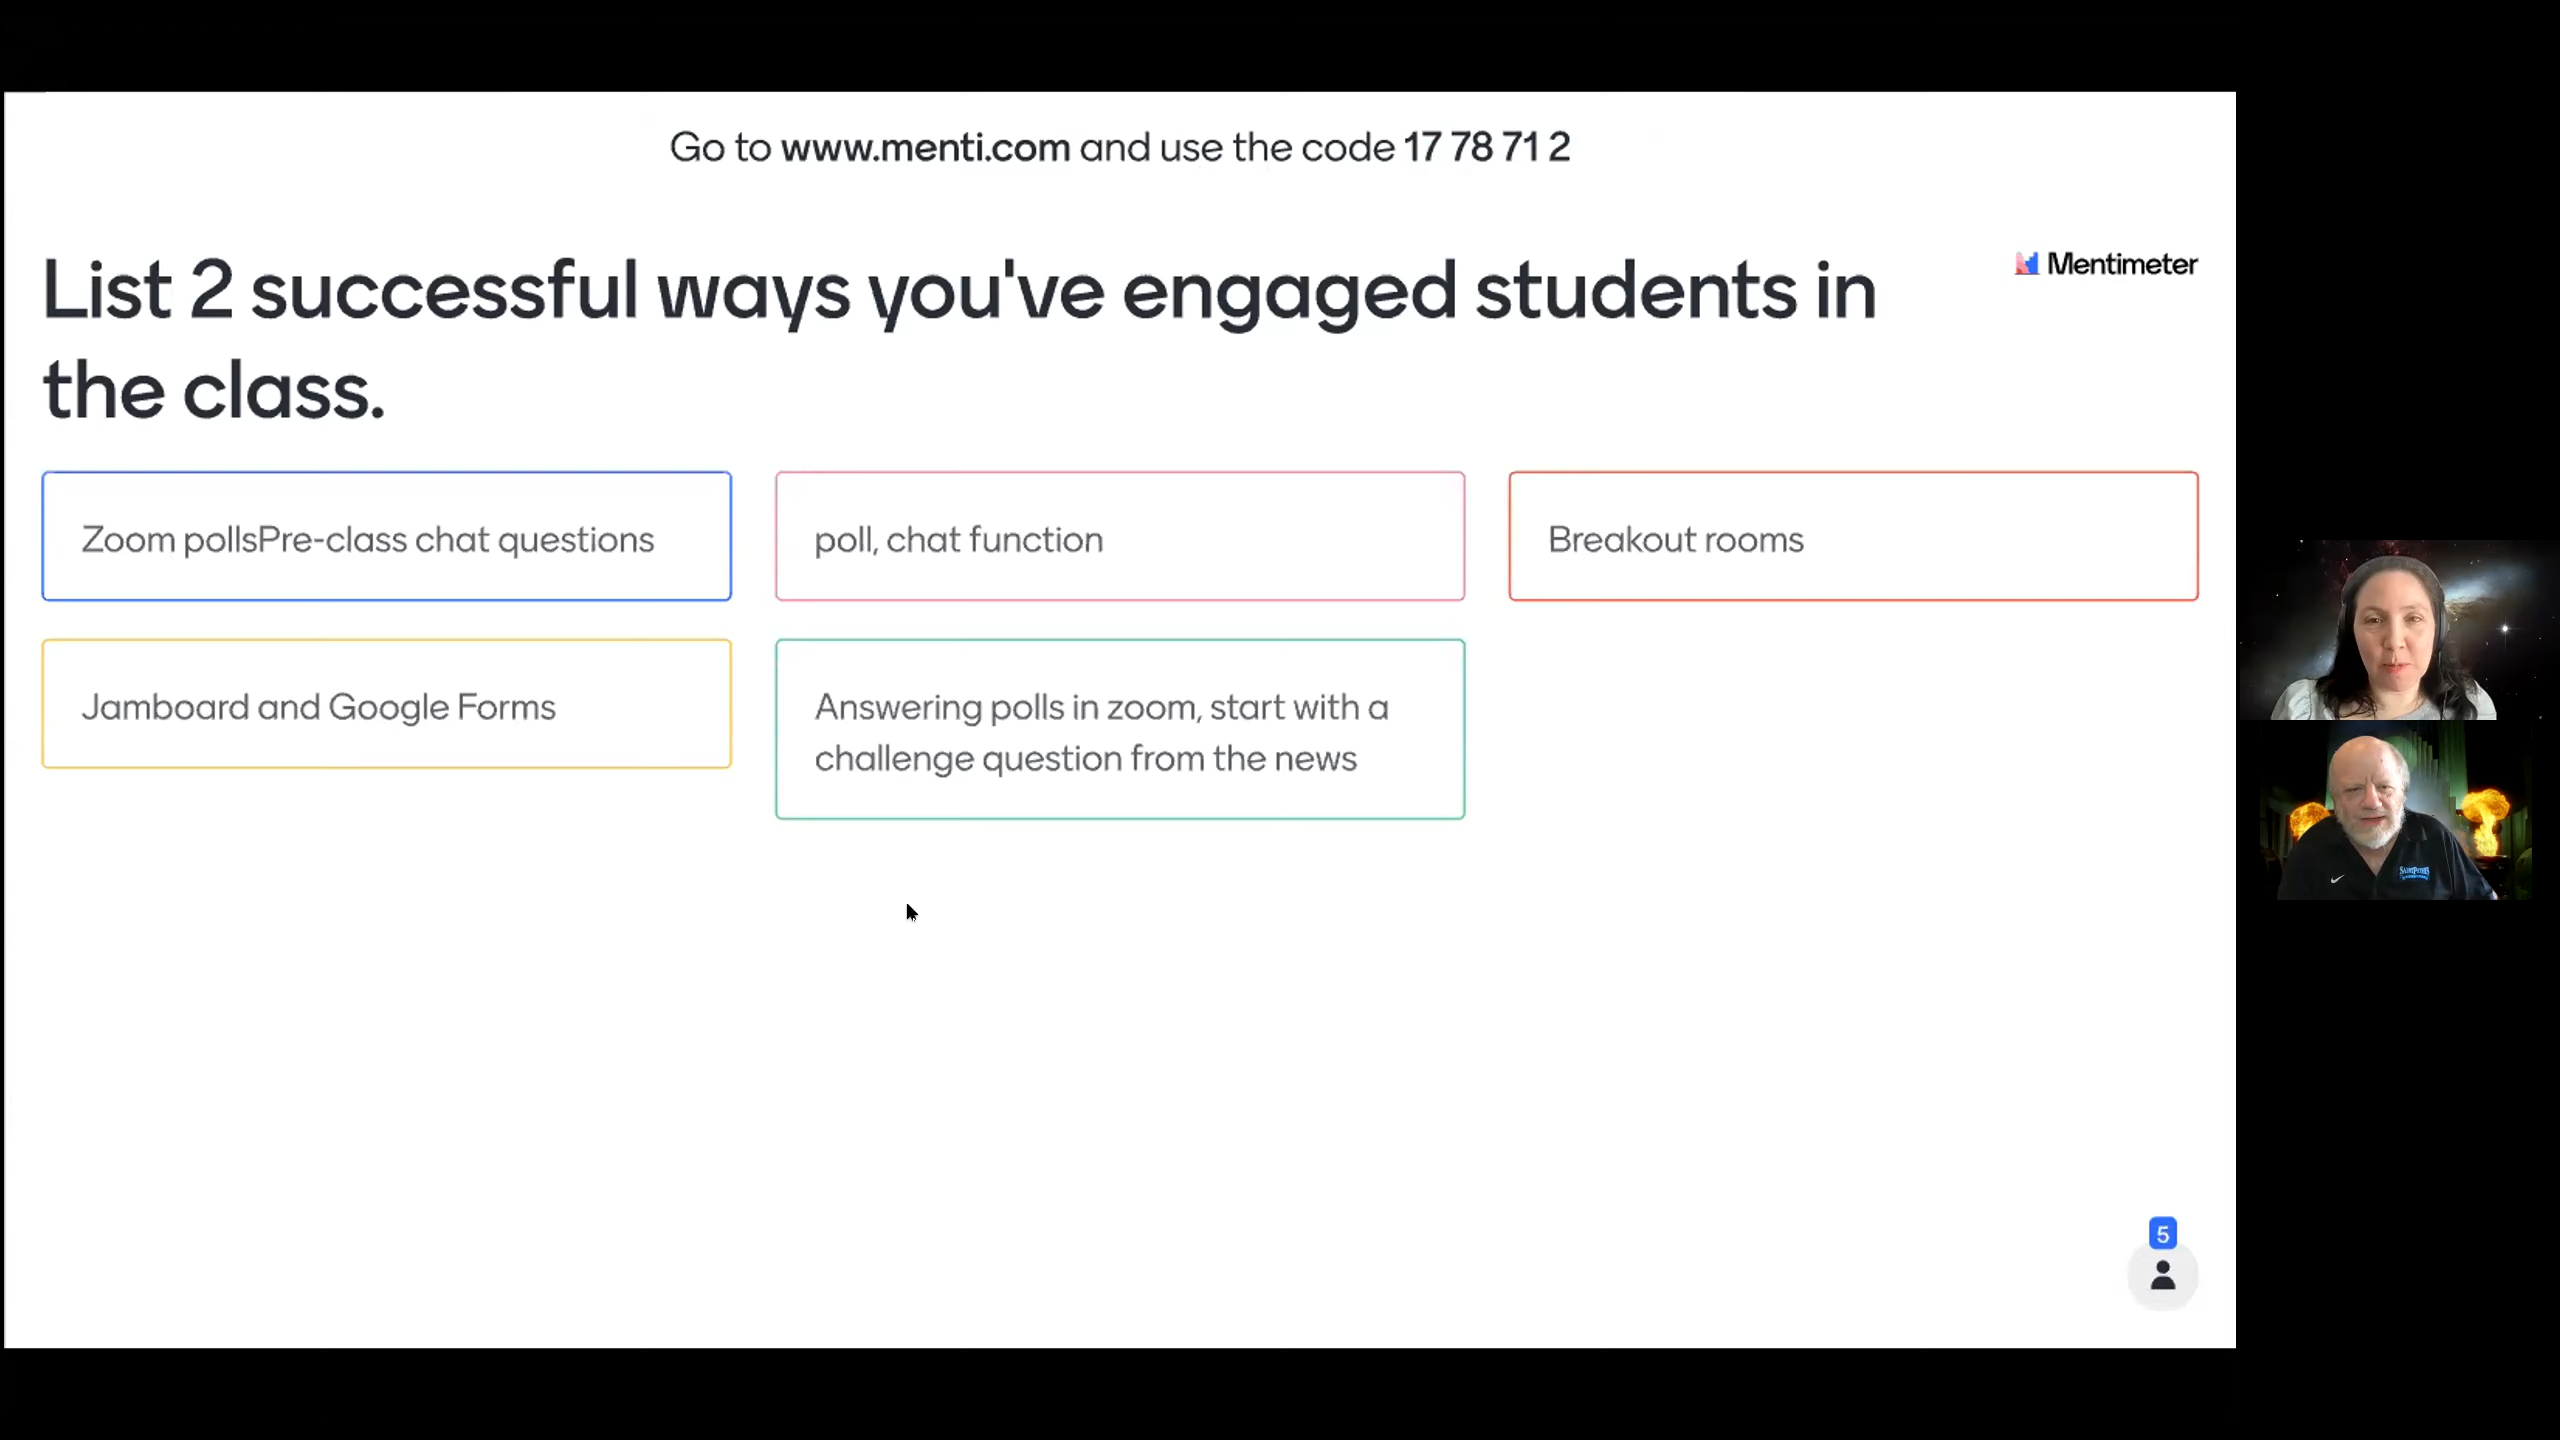 Go to www.menti.com and use the code 17 78 71 2
Mentimeter
List 2 successful ways you've engaged students in
the class.
Zoom pollsPre-class chat questions
poll, chat function
Breakout rooms
Jamboard and Google Forms
Answering polls in zoom, start with a
challenge question from the news
5